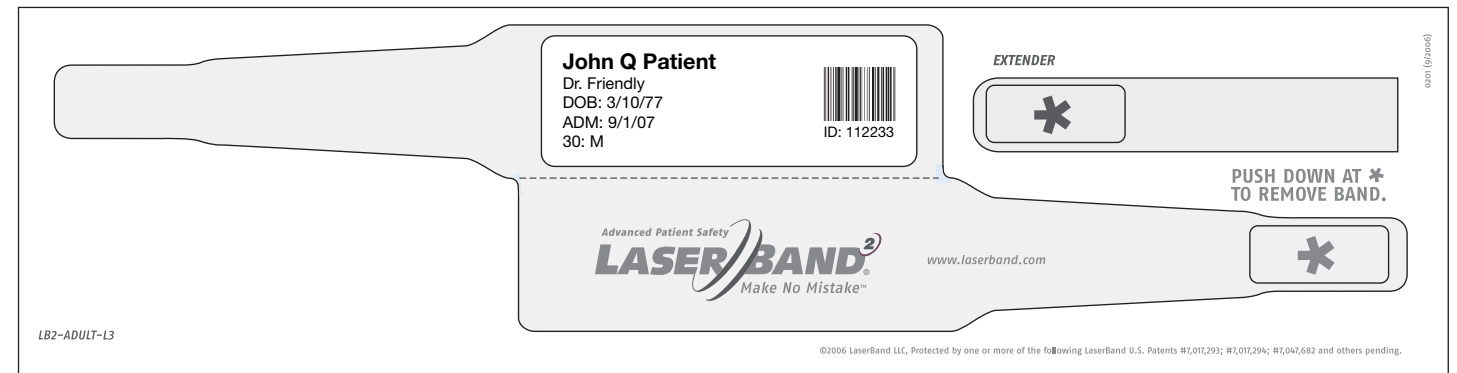 John Q Patient
Dr. Friendly
DOB: 3/10/77
ADM: 9/1/07
30: M
ID: 112233
EXTENDER
0201 (9/2006)
PUSH DOWN AT *
TO REMOVE BAND.
Advanced Patient Safety
LASERBAND2®
Make No Mistake™
www.laserband.com
LB2-ADULT-L3
©2006 LaserBand LLC, Protected by one or more of the following LaserBand U.S. Patents #7,017,293; #7,017,294; #7,047,682 and others pending.